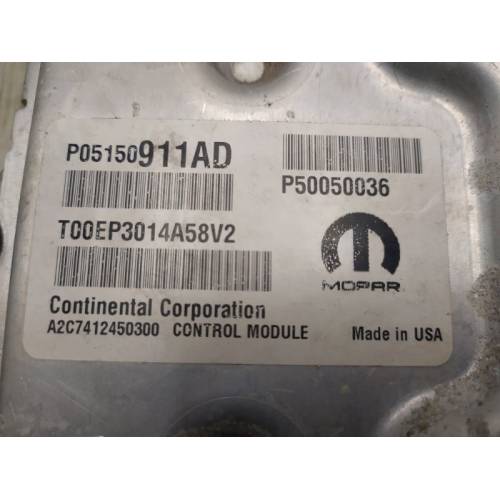 P05150911AD
P50050036
T00EP3014A58V2
MOPAR
Continental Corporation
A2C7412450300 CONTROL MODULE Made in USA